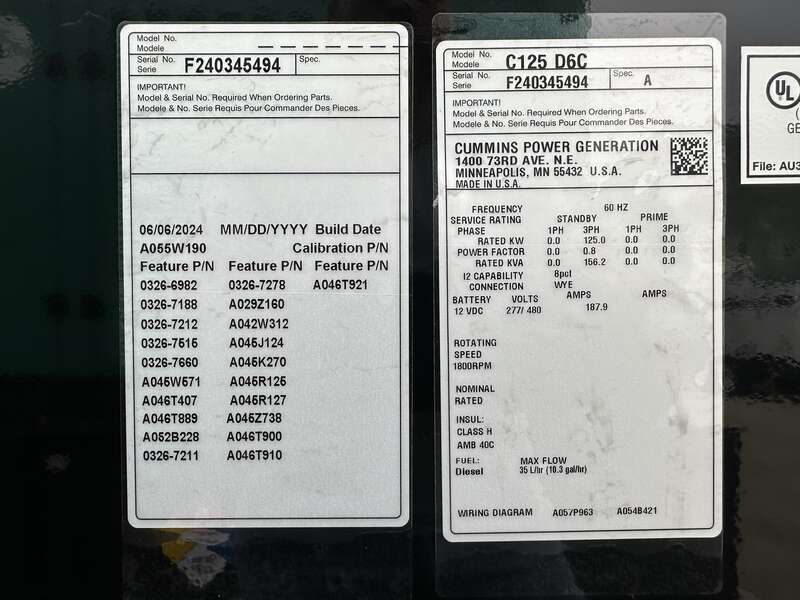 Model No.
Modele
Serial No. F240345494 Spec.
Serie
IMPORTANT!
Model & Serial No. Required When Ordering Parts.
Modele & No. Serie Requis Pour Commander Des Pieces.
06/06/2024 MM/DD/YYYY Build Date
A055W190 Calibration P/N
Feature P/N Feature P/N Feature P/N
0326-6982 0326-7278 A046T921
0326-7188 A029Z160
0326-7212 A042W312
0326-7515 A045J124
0326-7660 A045K270
A045W571 A045R125
A046T407 A045R127
A046T889 A045Z738
A052B228 A046T900
0326-7211 A046T910
Model No. C125 D6C
Modele
Serial No. F240345494 Spec. A
Serie
IMPORTANT!
Model & Serial No. Required When Ordering Parts.
Modele & No. Serie Requis Pour Commander Des Pieces.
CUMMINS POWER GENERATION
1400 73RD AVE. N.E.
MINNEAPOLIS, MN 55432 U.S.A.
MADE IN U.S.A.
FREQUENCY 60 HZ
SERVICE RATING STANDBY PRIME
PHASE 1PH 3PH 1PH 3PH
RATED KW 0.0 125.0 0.0 0.0
POWER FACTOR 0.0 0.8 0.0 0.0
RATED KVA 0.0 156.2 0.0 0.0
I2 CAPABILITY 8pct
CONNECTION WYE
BATTERY VOLTS AMPS AMPS
12 VDC 277/ 480 187.9
ROTATING
SPEED
1800RPM
NOMINAL
RATED
INSUL:
CLASS H
AMB 40C
FUEL: MAX FLOW
Diesel 35 L/hr (10.3 gal/hr)
WIRING DIAGRAM A057P963 A054B421
UL
GE
File: AU3